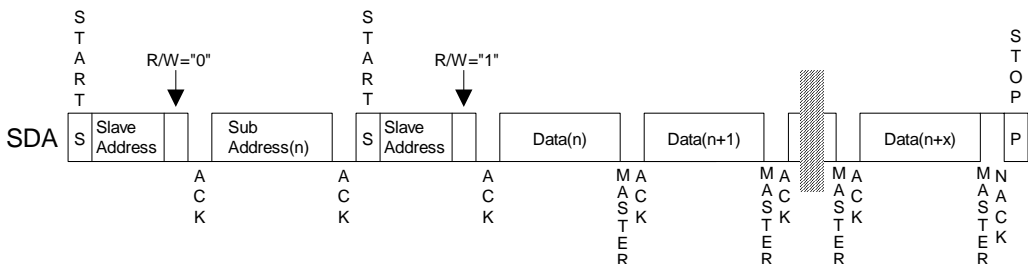 START
START
STOP
R/W="0"
R/W="1"
SDA
S
Slave
Address
Sub
Address(n)
S
Slave
Address
Data(n)
Data(n+1)
Data(n+x)
P
ACK
ACK
ACK
MASTER
ACK
MASTER
ACK
MASTER
ACK
MASTER
NACK